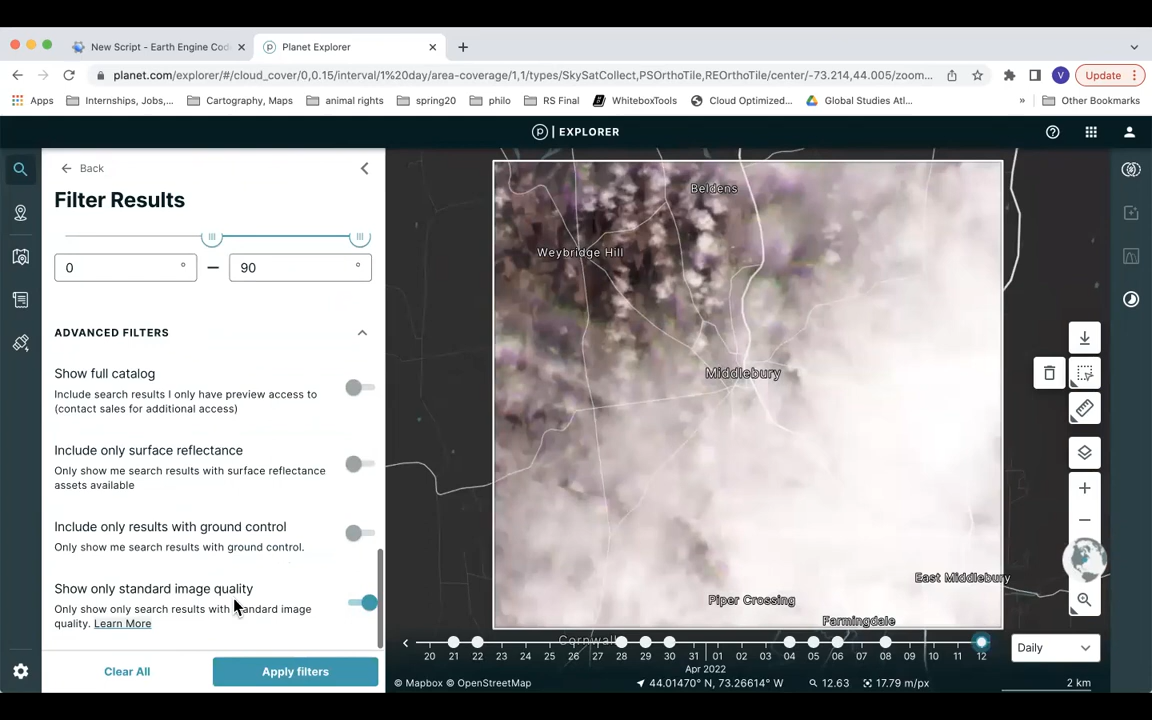 New Script - Earth Engine Cod
Planet Explorer
planet.com/explorer/#/cloud_cover/0,0.15/interval/1%20day/area-coverage/1,1/types/SkySatCollect,PSOrthoTile,REOrthoTile/center/-73.214,44.005/zoom...
V
Update
Apps
Internships, Jobs,...
Cartography, Maps
animal rights
spring20
philo
RS Final
WhiteboxTools
Cloud Optimized...
Global Studies Atl...
»
Other Bookmarks
p | EXPLORER
Back
Filter Results
0 ° — 90 °
ADVANCED FILTERS
Show full catalog
Include search results I only have preview access to
(contact sales for additional access)
Include only surface reflectance
Only show me search results with surface reflectance
assets available
Include only results with ground control
Only show me search results with ground control.
Show only standard image quality
Only show only search results with standard image
quality. Learn More
Clear All
Apply filters
Beldens
Weybridge Hill
Middlebury
East Middlebury
Piper Crossing
Farmingdale
Cornwall
20 21 22 23 24 25 26 27 28 29 30 31 01 02 03 04 05 06 07 08 09 10 11 12
Apr 2022
Daily
© Mapbox © OpenStreetMap
44.01470° N, 73.26614° W
12.63
17.79 m/px
2 km